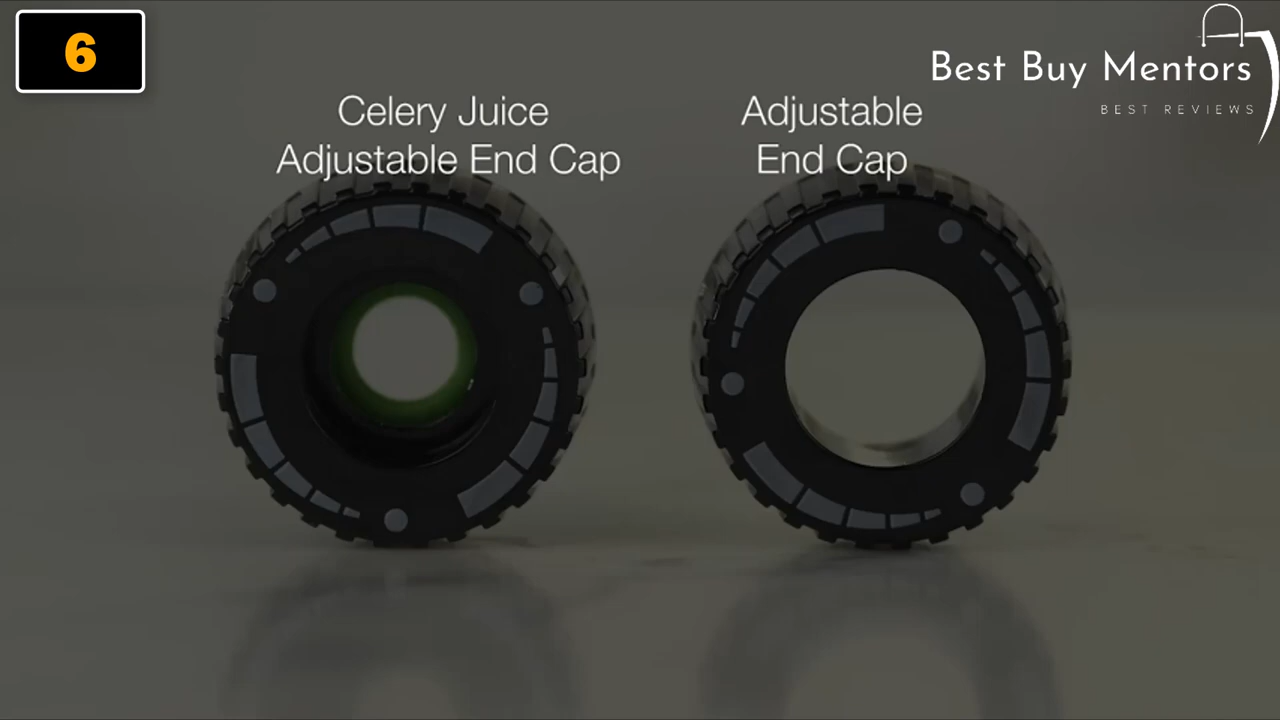 6
Best Buy Mentors
BEST REVIEWS
Celery Juice
Adjustable End Cap
Adjustable
End Cap